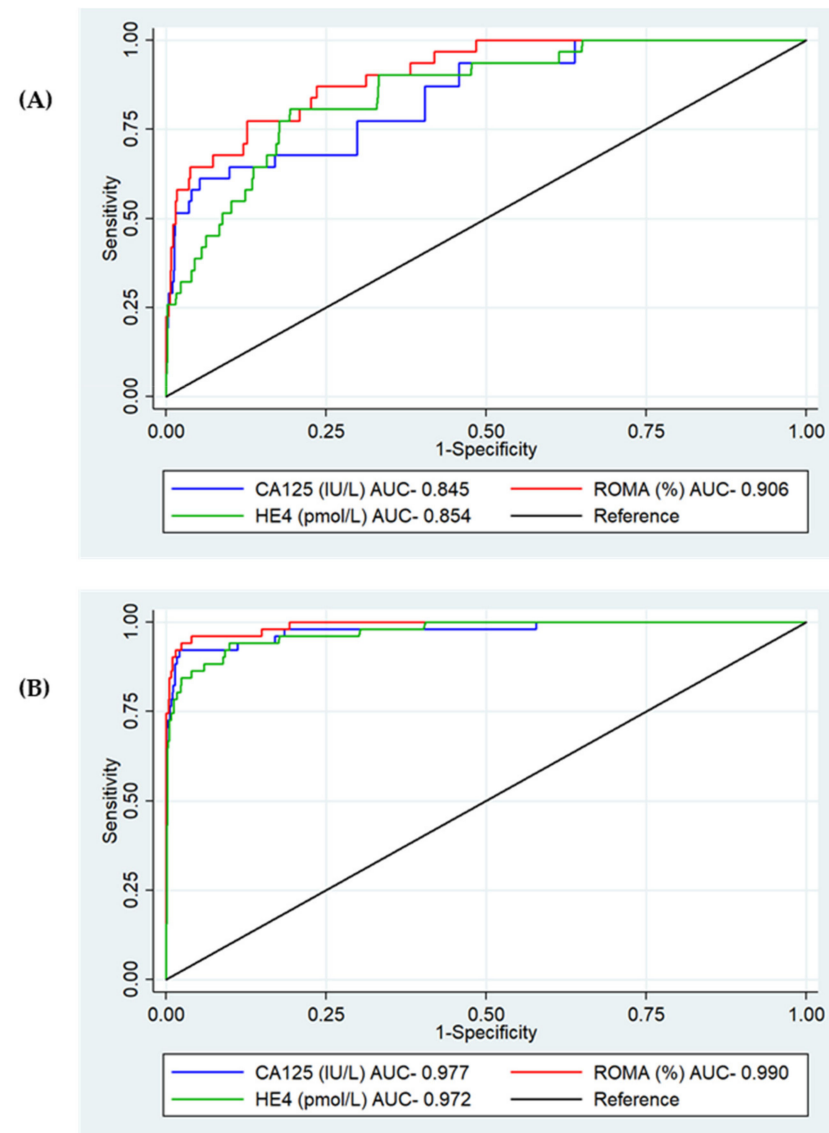 (A)
1.00
0.75
0.50
0.25
0.00
Sensitivity
0.00 0.25 0.50 0.75 1.00
1-Specificity
CA125 (IU/L) AUC- 0.845 ROMA (%) AUC- 0.906
HE4 (pmol/L) AUC- 0.854 Reference
(B)
1.00
0.75
0.50
0.25
0.00
Sensitivity
0.00 0.25 0.50 0.75 1.00
1-Specificity
CA125 (IU/L) AUC- 0.977 ROMA (%) AUC- 0.990
HE4 (pmol/L) AUC- 0.972 Reference